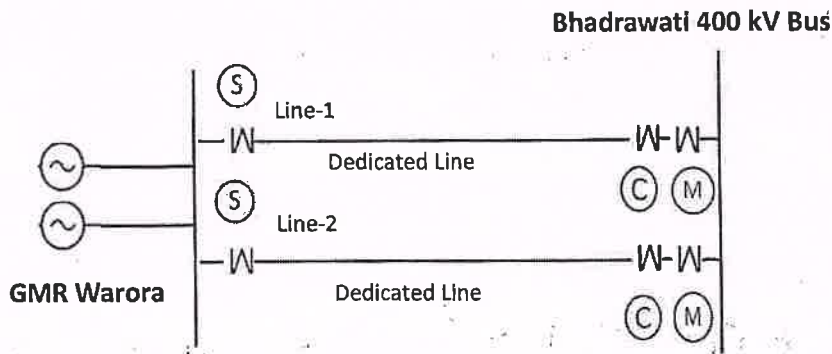 Bhadrawati 400 kV Bus
S
Line-1
Dedicated Line
C M
S
Line-2
Dedicated Line
GMR Warora
C M